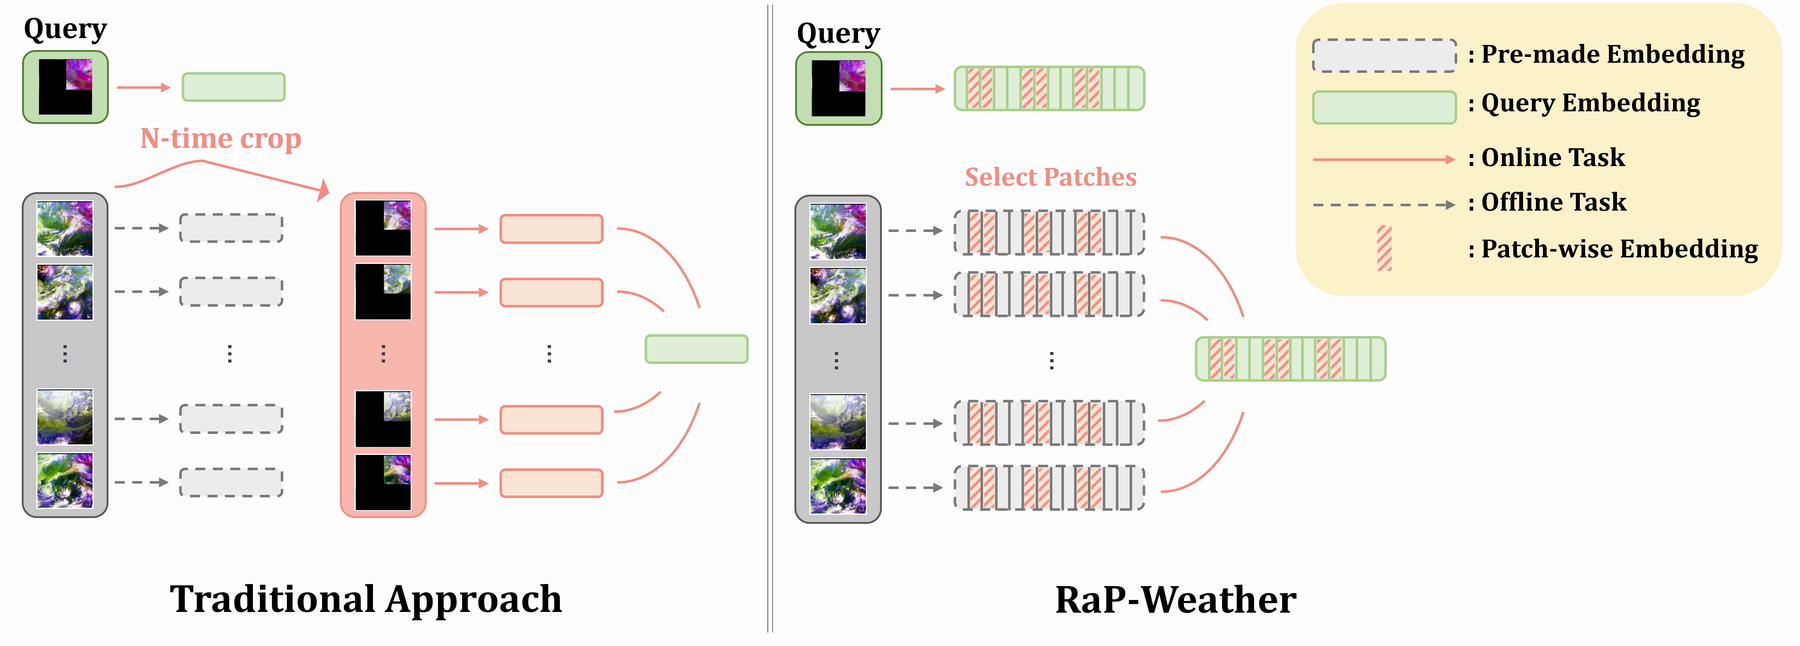 Query
N-time crop
Traditional Approach
Query
Select Patches
RaP-Weather
: Pre-made Embedding
: Query Embedding
: Online Task
: Offline Task
: Patch-wise Embedding